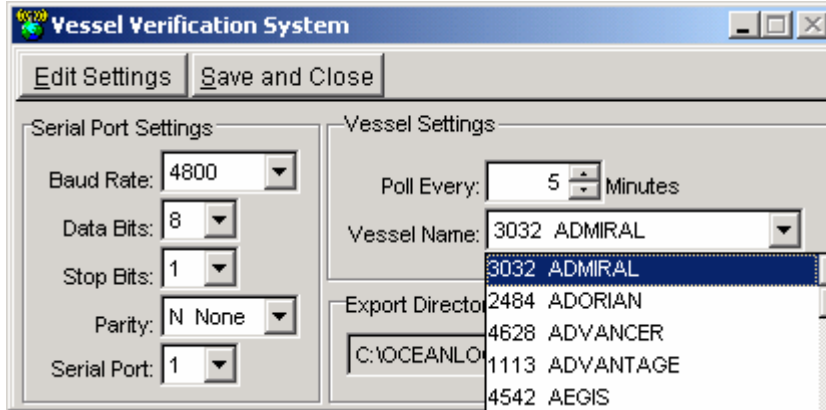 Vessel Verification System
Edit Settings Save and Close
Serial Port Settings
Baud Rate: 4800
Data Bits: 8
Stop Bits: 1
Parity: N None
Serial Port: 1
Vessel Settings
Poll Every: 5 Minutes
Vessel Name: 3032 ADMIRAL
3032 ADMIRAL
2484 ADORIAN
4628 ADVANCER
1113 ADVANTAGE
4542 AEGIS
Export Director
C:\OCEANLO